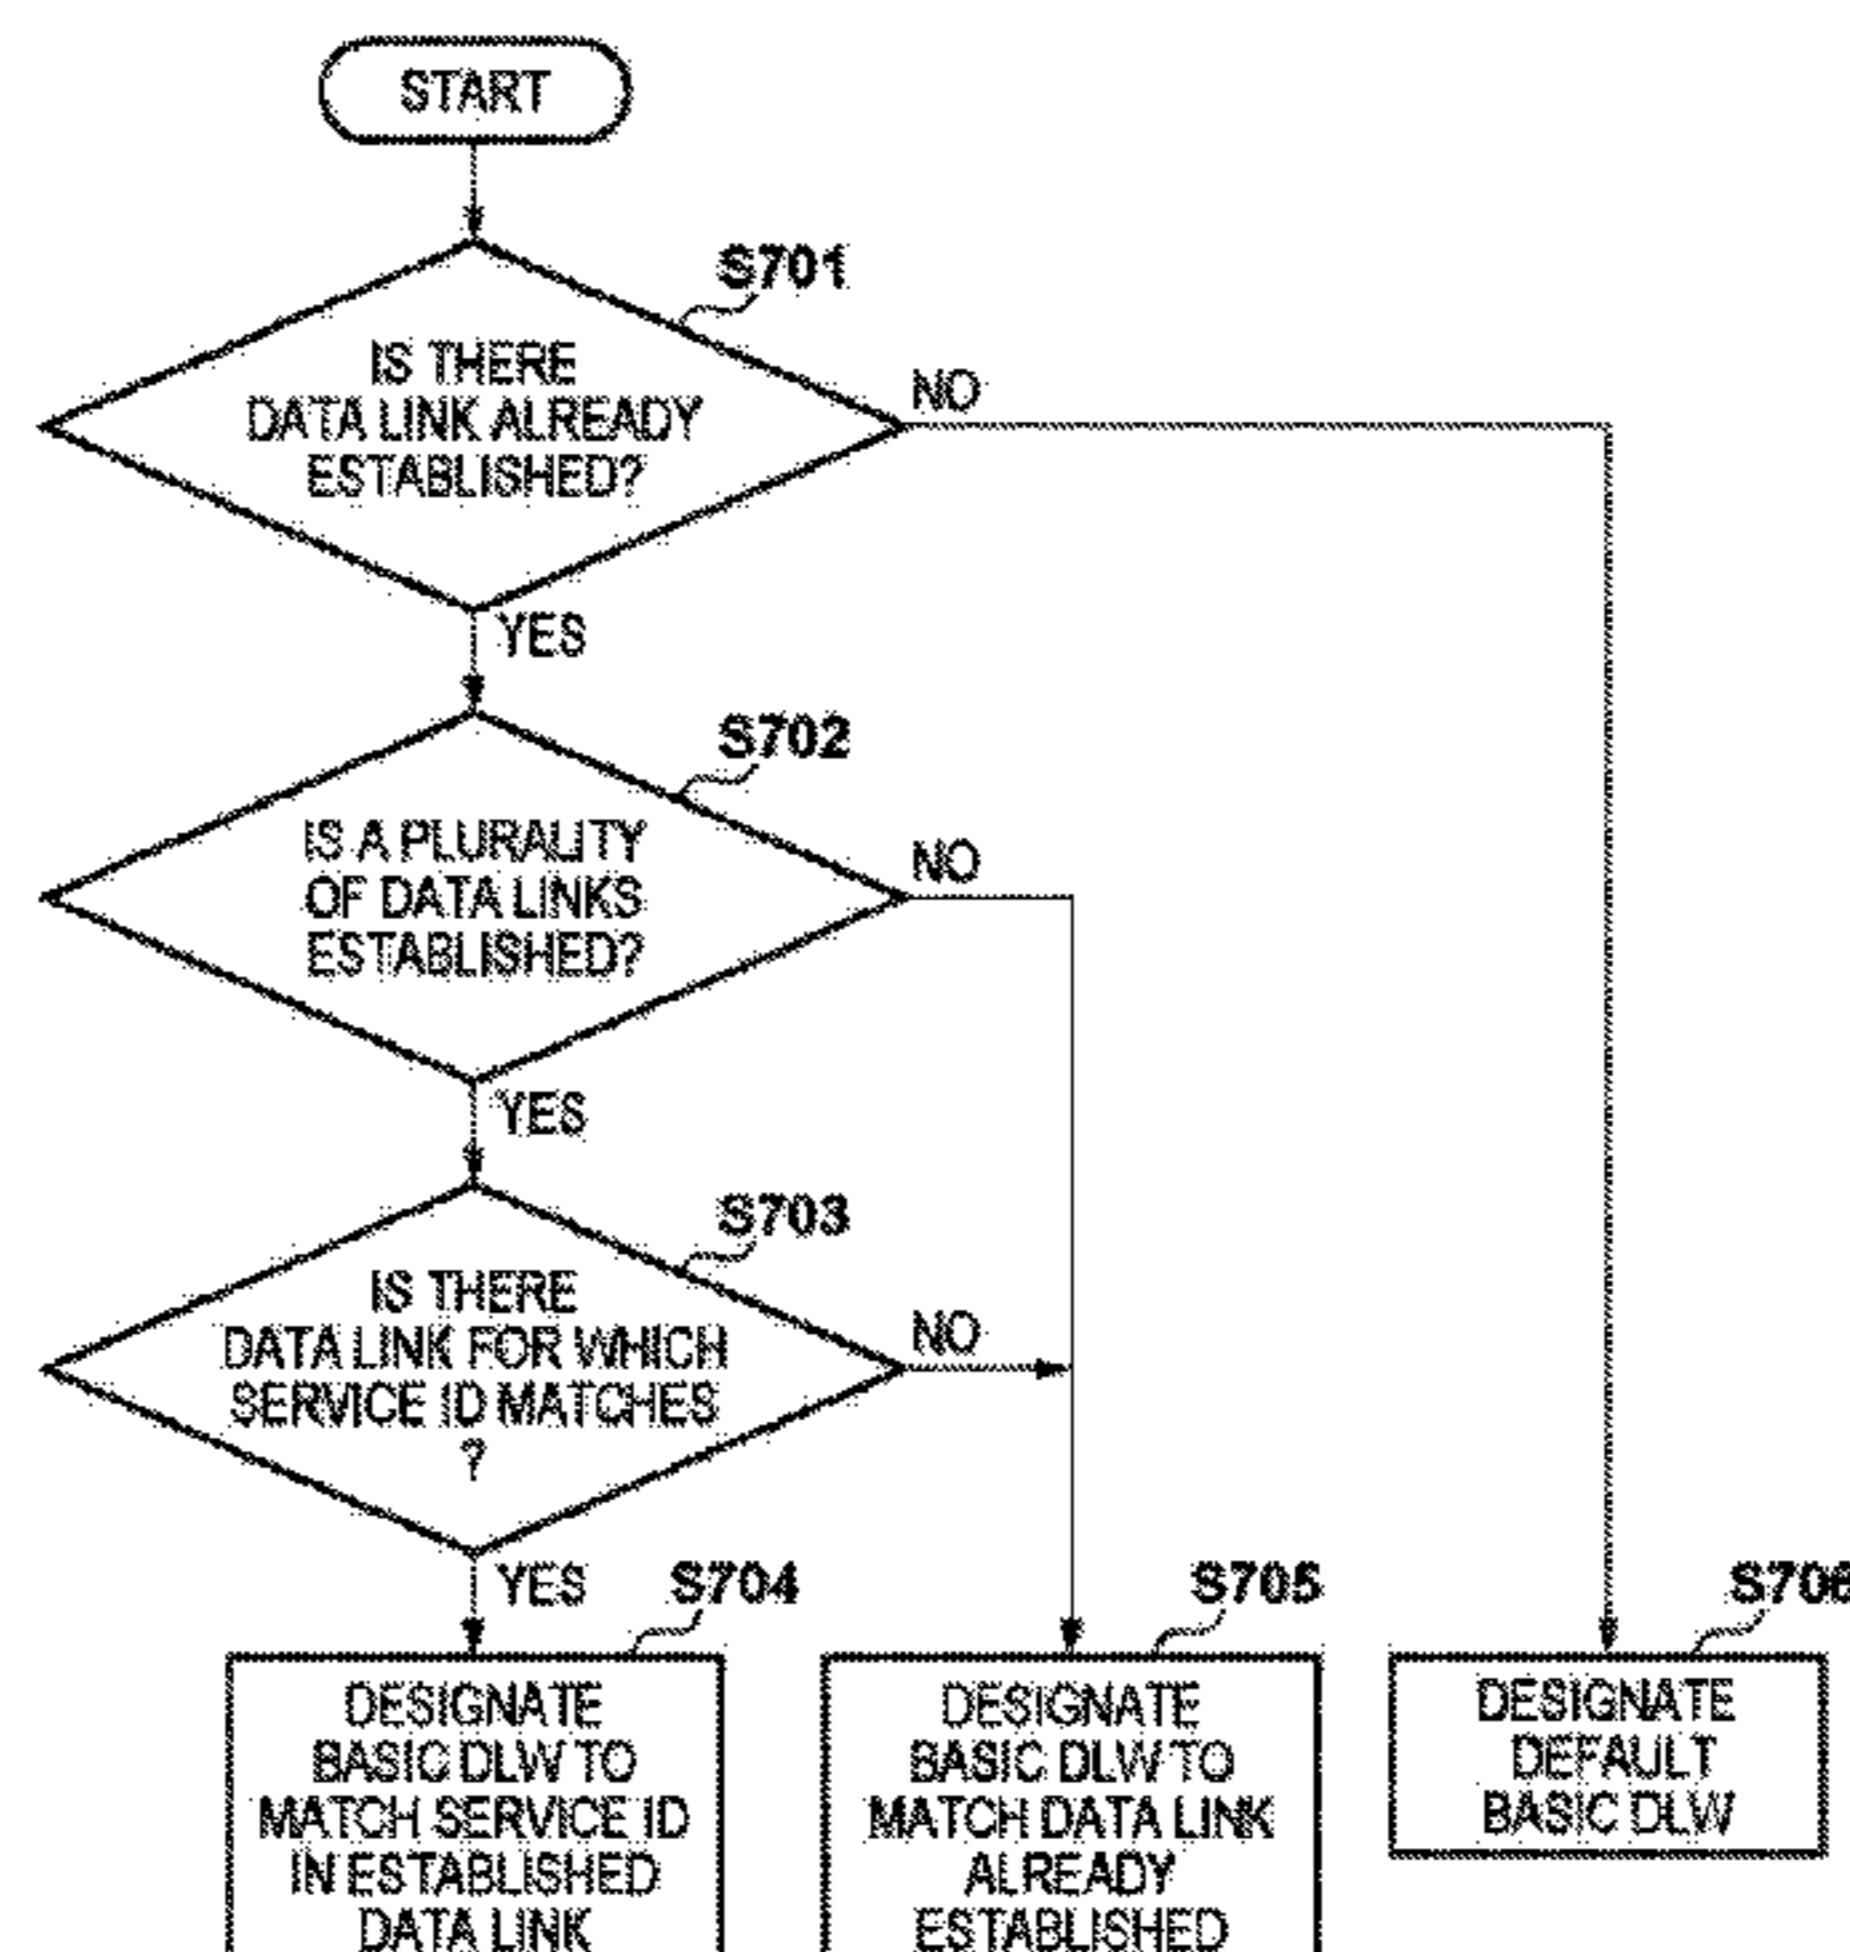 START
S701
IS THERE
DATA LINK ALREADY
ESTABLISHED?
NO
YES
S702
IS A PLURALITY
OF DATA LINKS
ESTABLISHED?
NO
YES
S703
IS THERE
DATA LINK FOR WHICH
SERVICE ID MATCHES
?
NO
YES
S704
DESIGNATE
BASIC DLW TO
MATCH SERVICE ID
IN ESTABLISHED
DATA LINK
S705
DESIGNATE
BASIC DLW TO
MATCH DATA LINK
ALREADY
ESTABLISHED
S706
DESIGNATE
DEFAULT
BASIC DLW